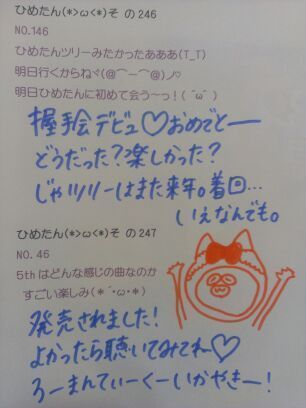 ひめたん(*>ω<*)そ の 246
NO.146
ひめたんツリーみたかったあああ(T_T)
明日行くからねヾ(@⌒ー⌒@)ノ♡
明日ひめたんに初めて会う〜っ！( ˘ω˘ )
握手会デビュ♡おめでとー
どうだった？楽しかった？
じゃツリーはまた来年。着回…
いえなんでも。
ひめたん(*>ω<*)そ の 247
NO.46
5thはどんな感じの曲なのか
すごい楽しみ(＊´･ω･＊)
発売されました！
よかったら聴いてみてね♡
ろーまんてぃーくーいかやきー！